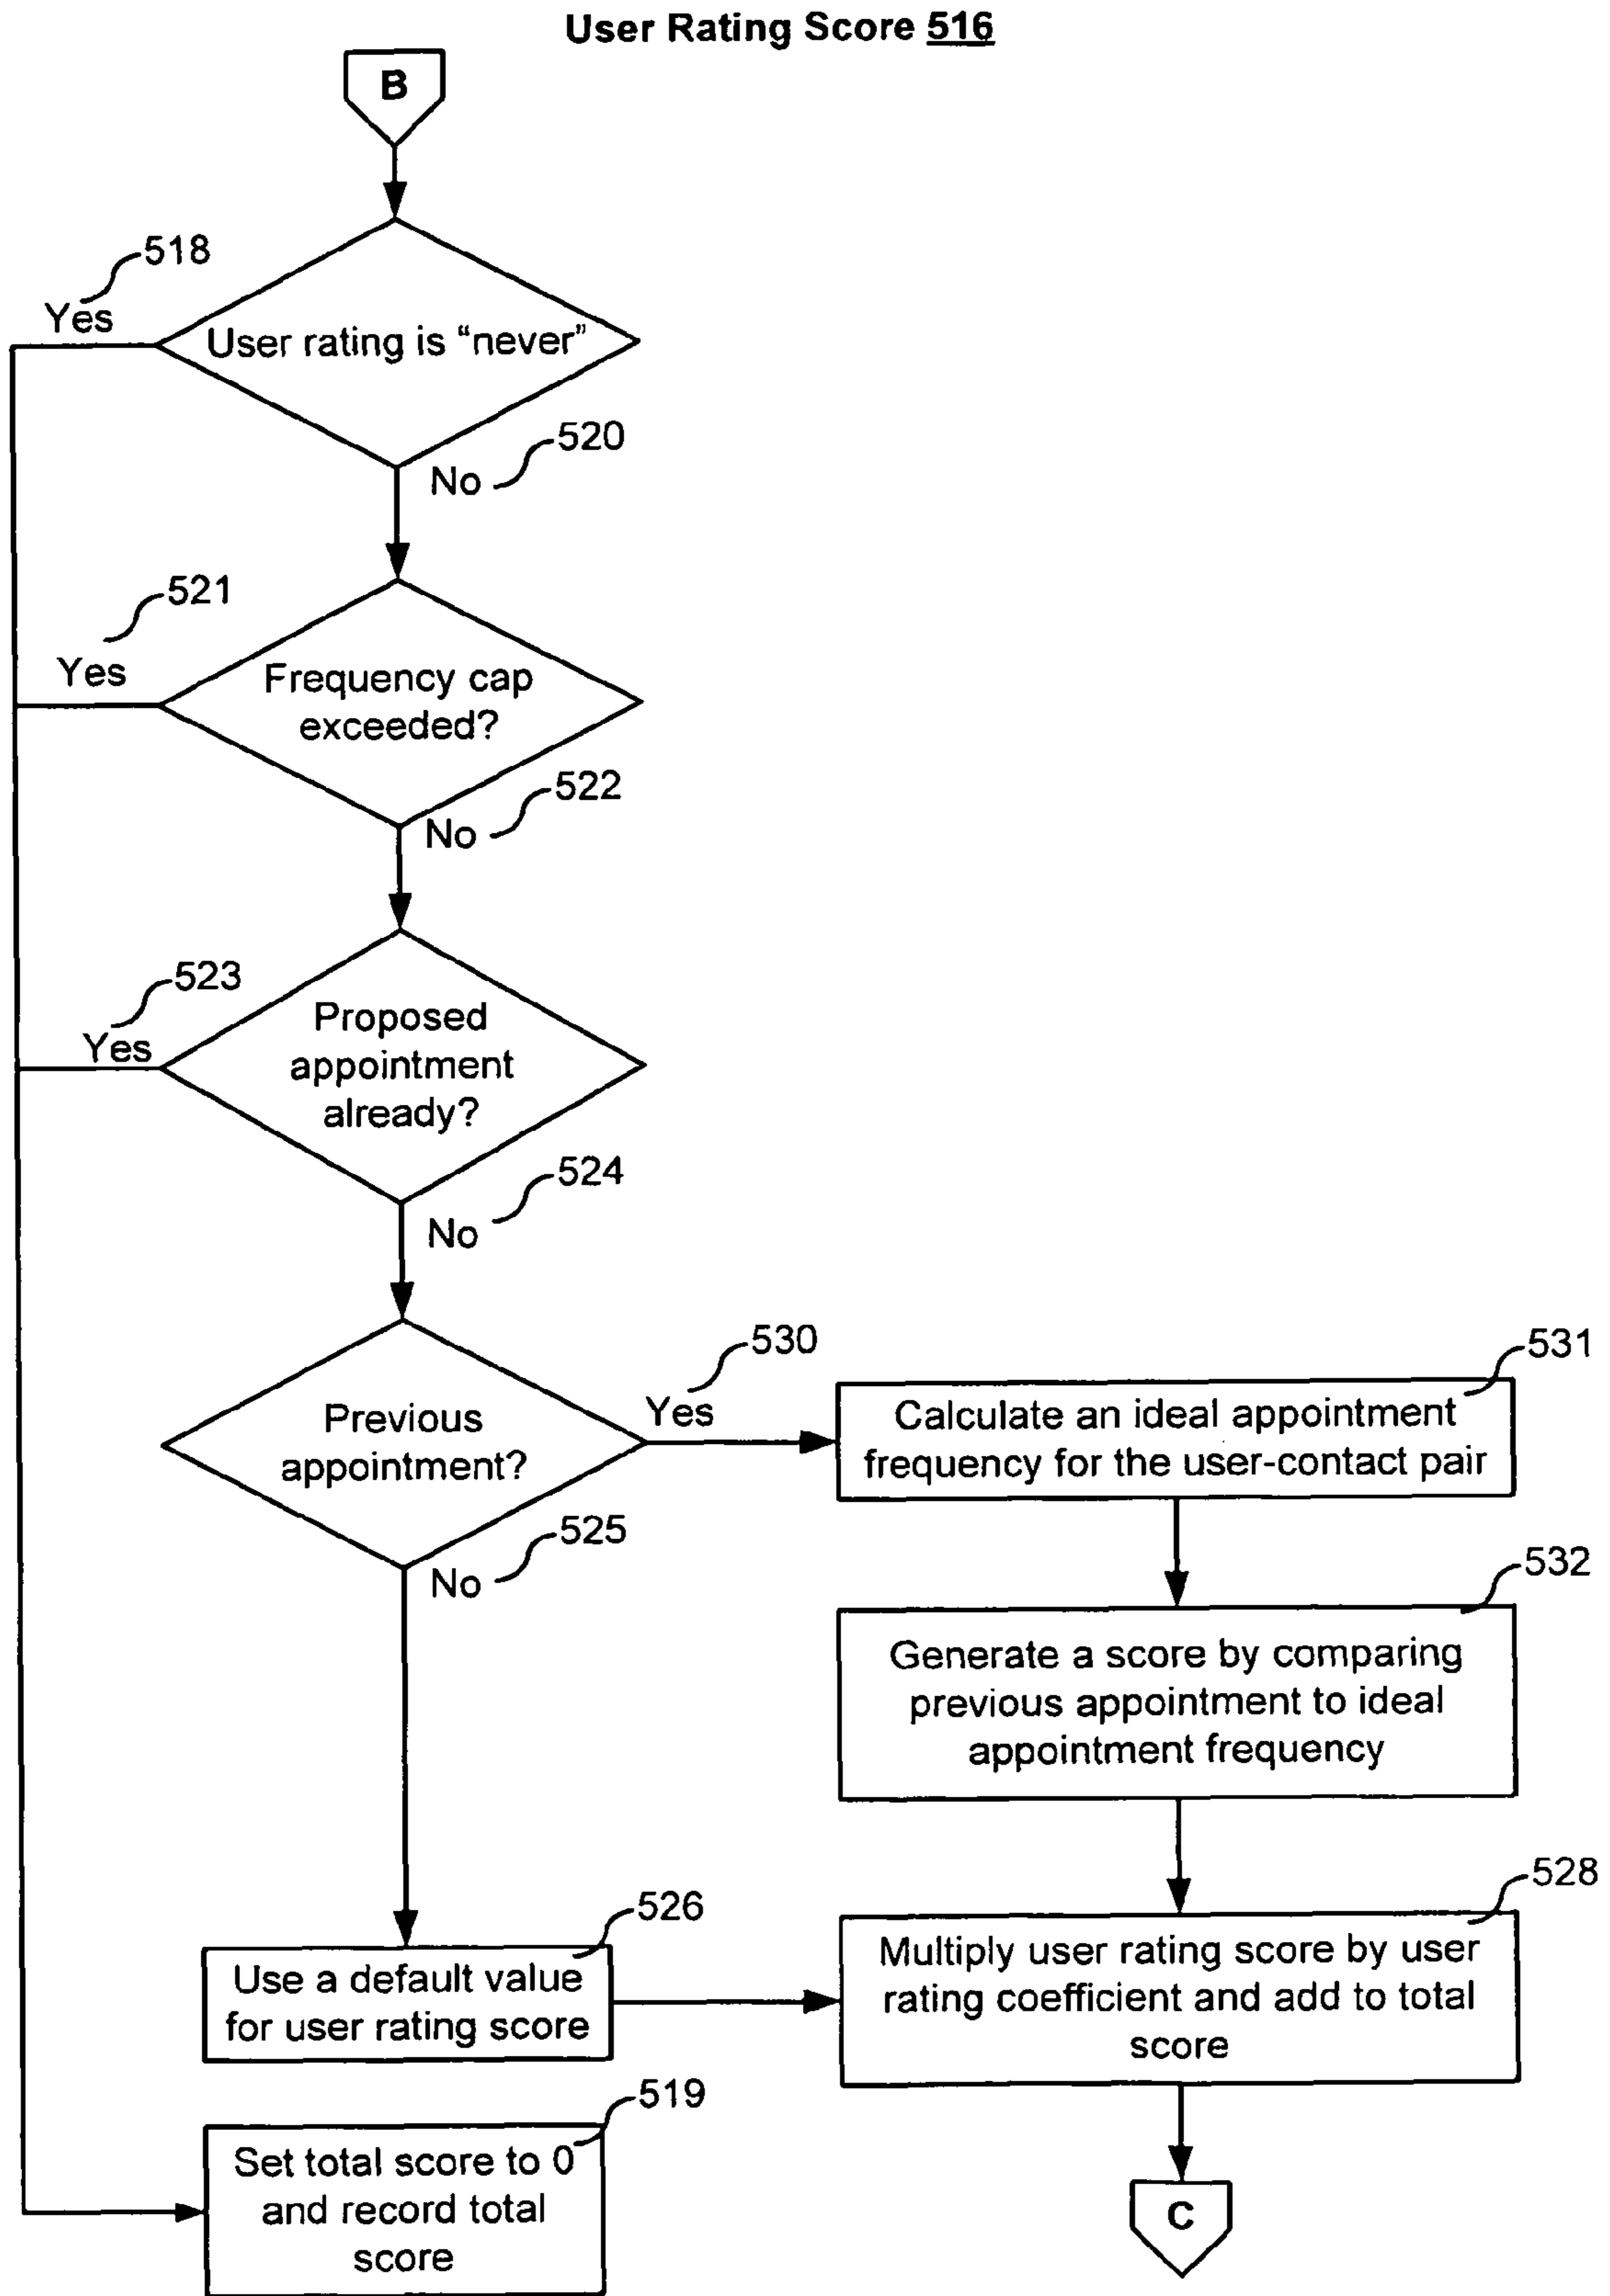 User Rating Score 516
B
518
Yes
User rating is “never”
520
No
521
Yes
Frequency cap
exceeded?
522
No
523
Yes
Proposed
appointment
already?
524
No
530
Yes
Previous
appointment?
525
No
531
Calculate an ideal appointment
frequency for the user-contact pair
532
Generate a score by comparing
previous appointment to ideal
appointment frequency
526
Use a default value
for user rating score
528
Multiply user rating score by user
rating coefficient and add to total
score
519
Set total score to 0
and record total
score
C